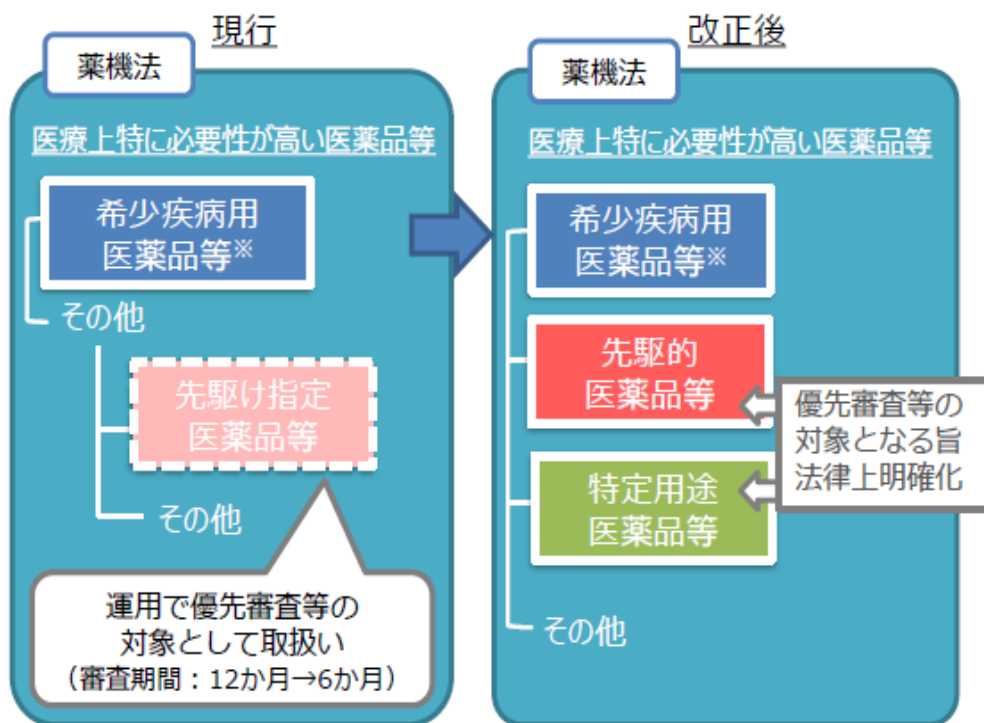 現行
薬機法
医療上特に必要性が高い医薬品等
希少疾病用
医薬品等※
その他
先駆け指定
医薬品等
その他
運用で優先審査等の
対象として取扱い
（審査期間：12か月→6か月）
改正後
薬機法
医療上特に必要性が高い医薬品等
希少疾病用
医薬品等※
先駆的
医薬品等
特定用途
医薬品等
その他
優先審査等の
対象となる旨
法律上明確化